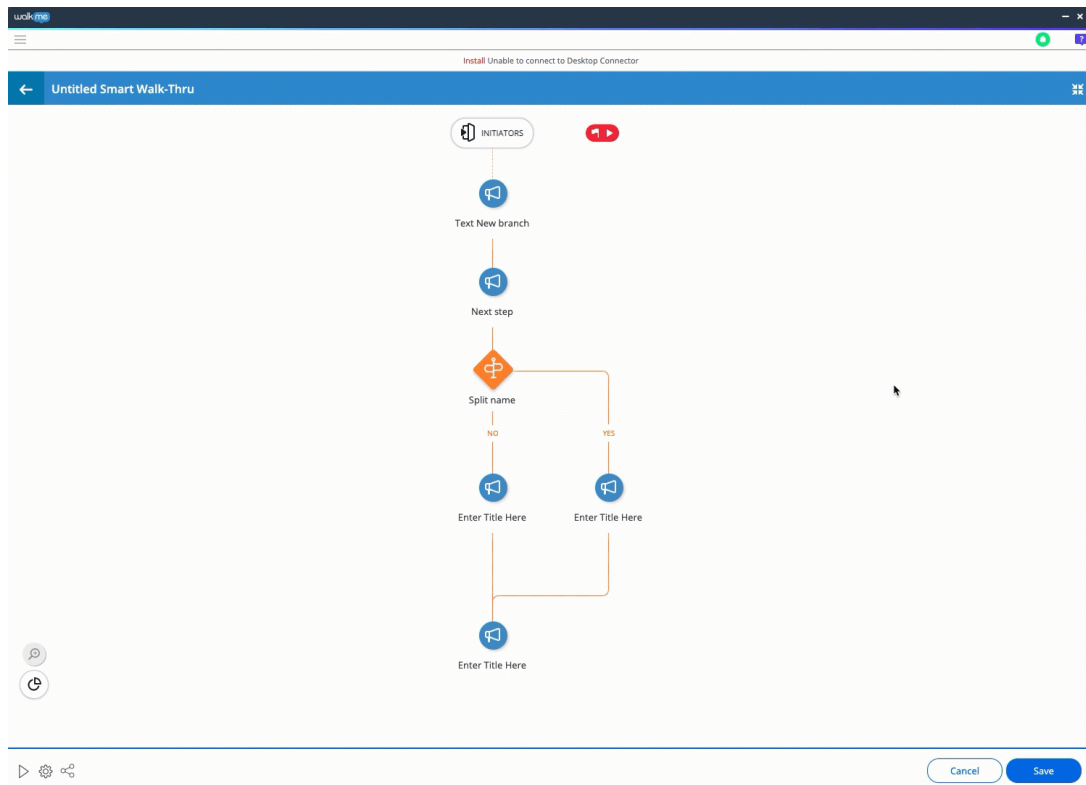 walkme
?
Install Unable to connect to Desktop Connector
Untitled Smart Walk-Thru
INITIATORS
Text New branch
Next step
Split name
NO YES
Enter Title Here Enter Title Here
Enter Title Here
Cancel Save